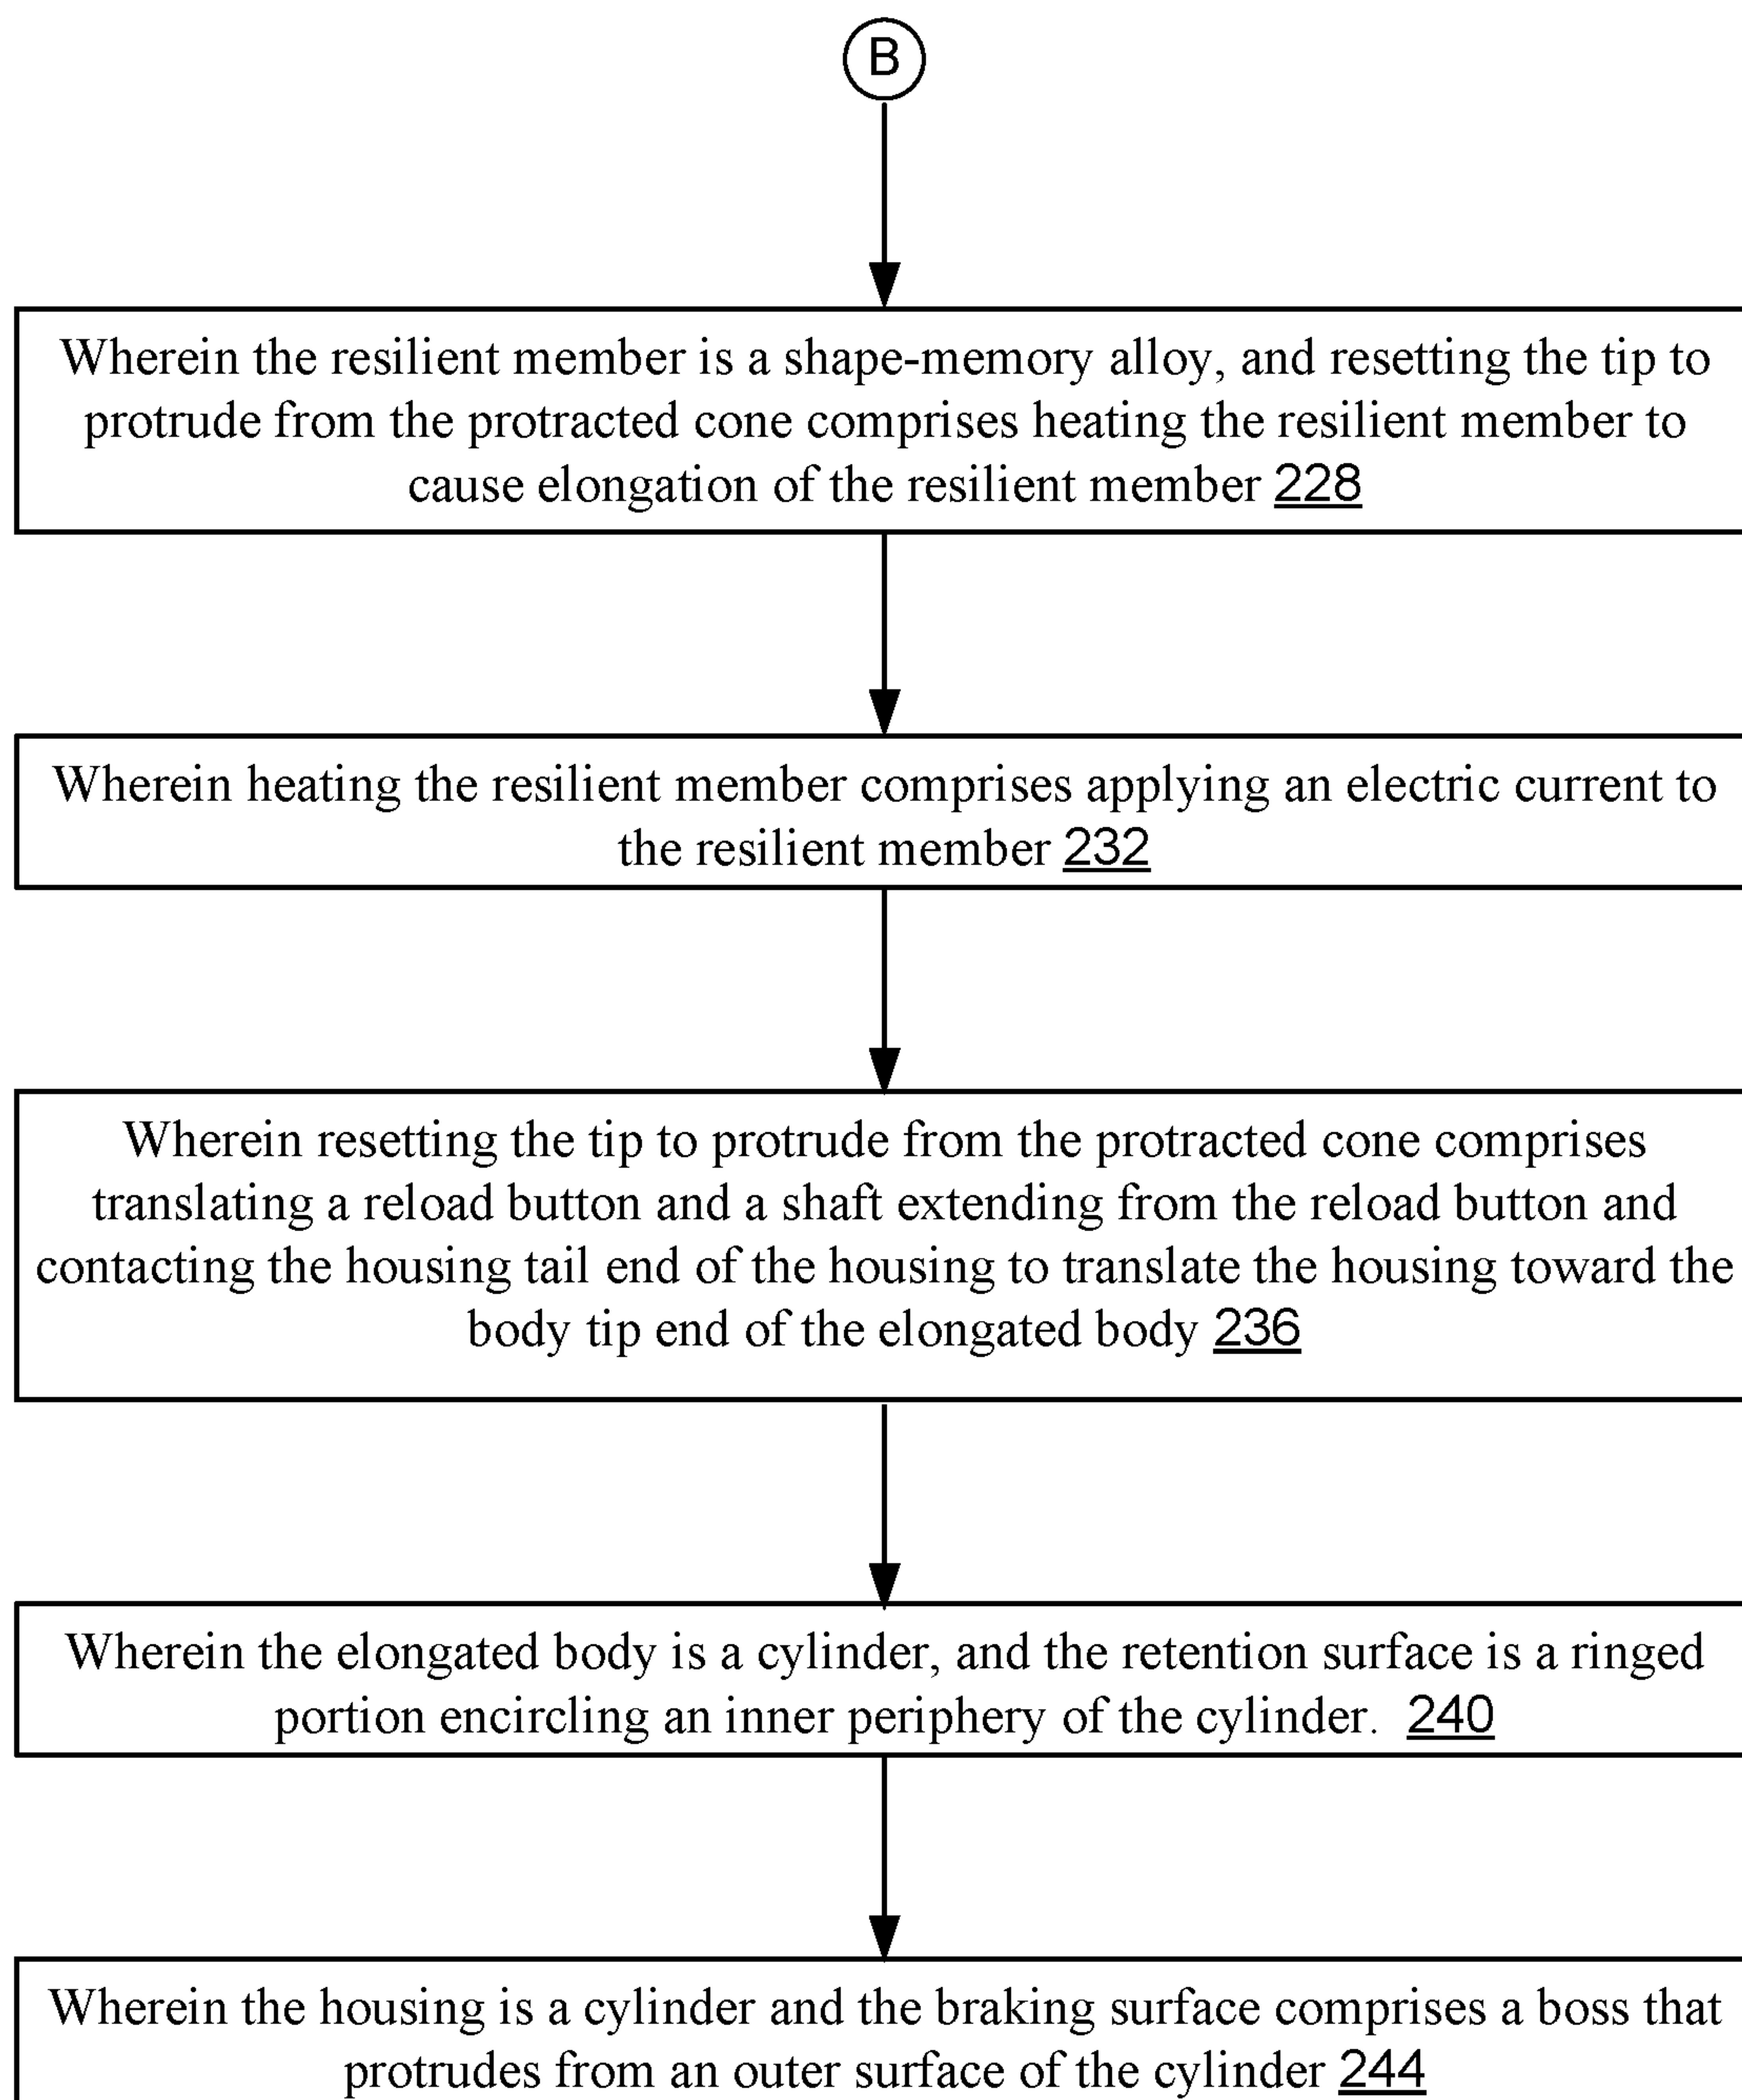 B
Wherein the resilient member is a shape-memory alloy, and resetting the tip to
protrude from the protracted cone comprises heating the resilient member to
cause elongation of the resilient member 228
Wherein heating the resilient member comprises applying an electric current to
the resilient member 232
Wherein resetting the tip to protrude from the protracted cone comprises
translating a reload button and a shaft extending from the reload button and
contacting the housing tail end of the housing to translate the housing toward the
body tip end of the elongated body 236
Wherein the elongated body is a cylinder, and the retention surface is a ringed
portion encircling an inner periphery of the cylinder. 240
Wherein the housing is a cylinder and the braking surface comprises a boss that
protrudes from an outer surface of the cylinder 244